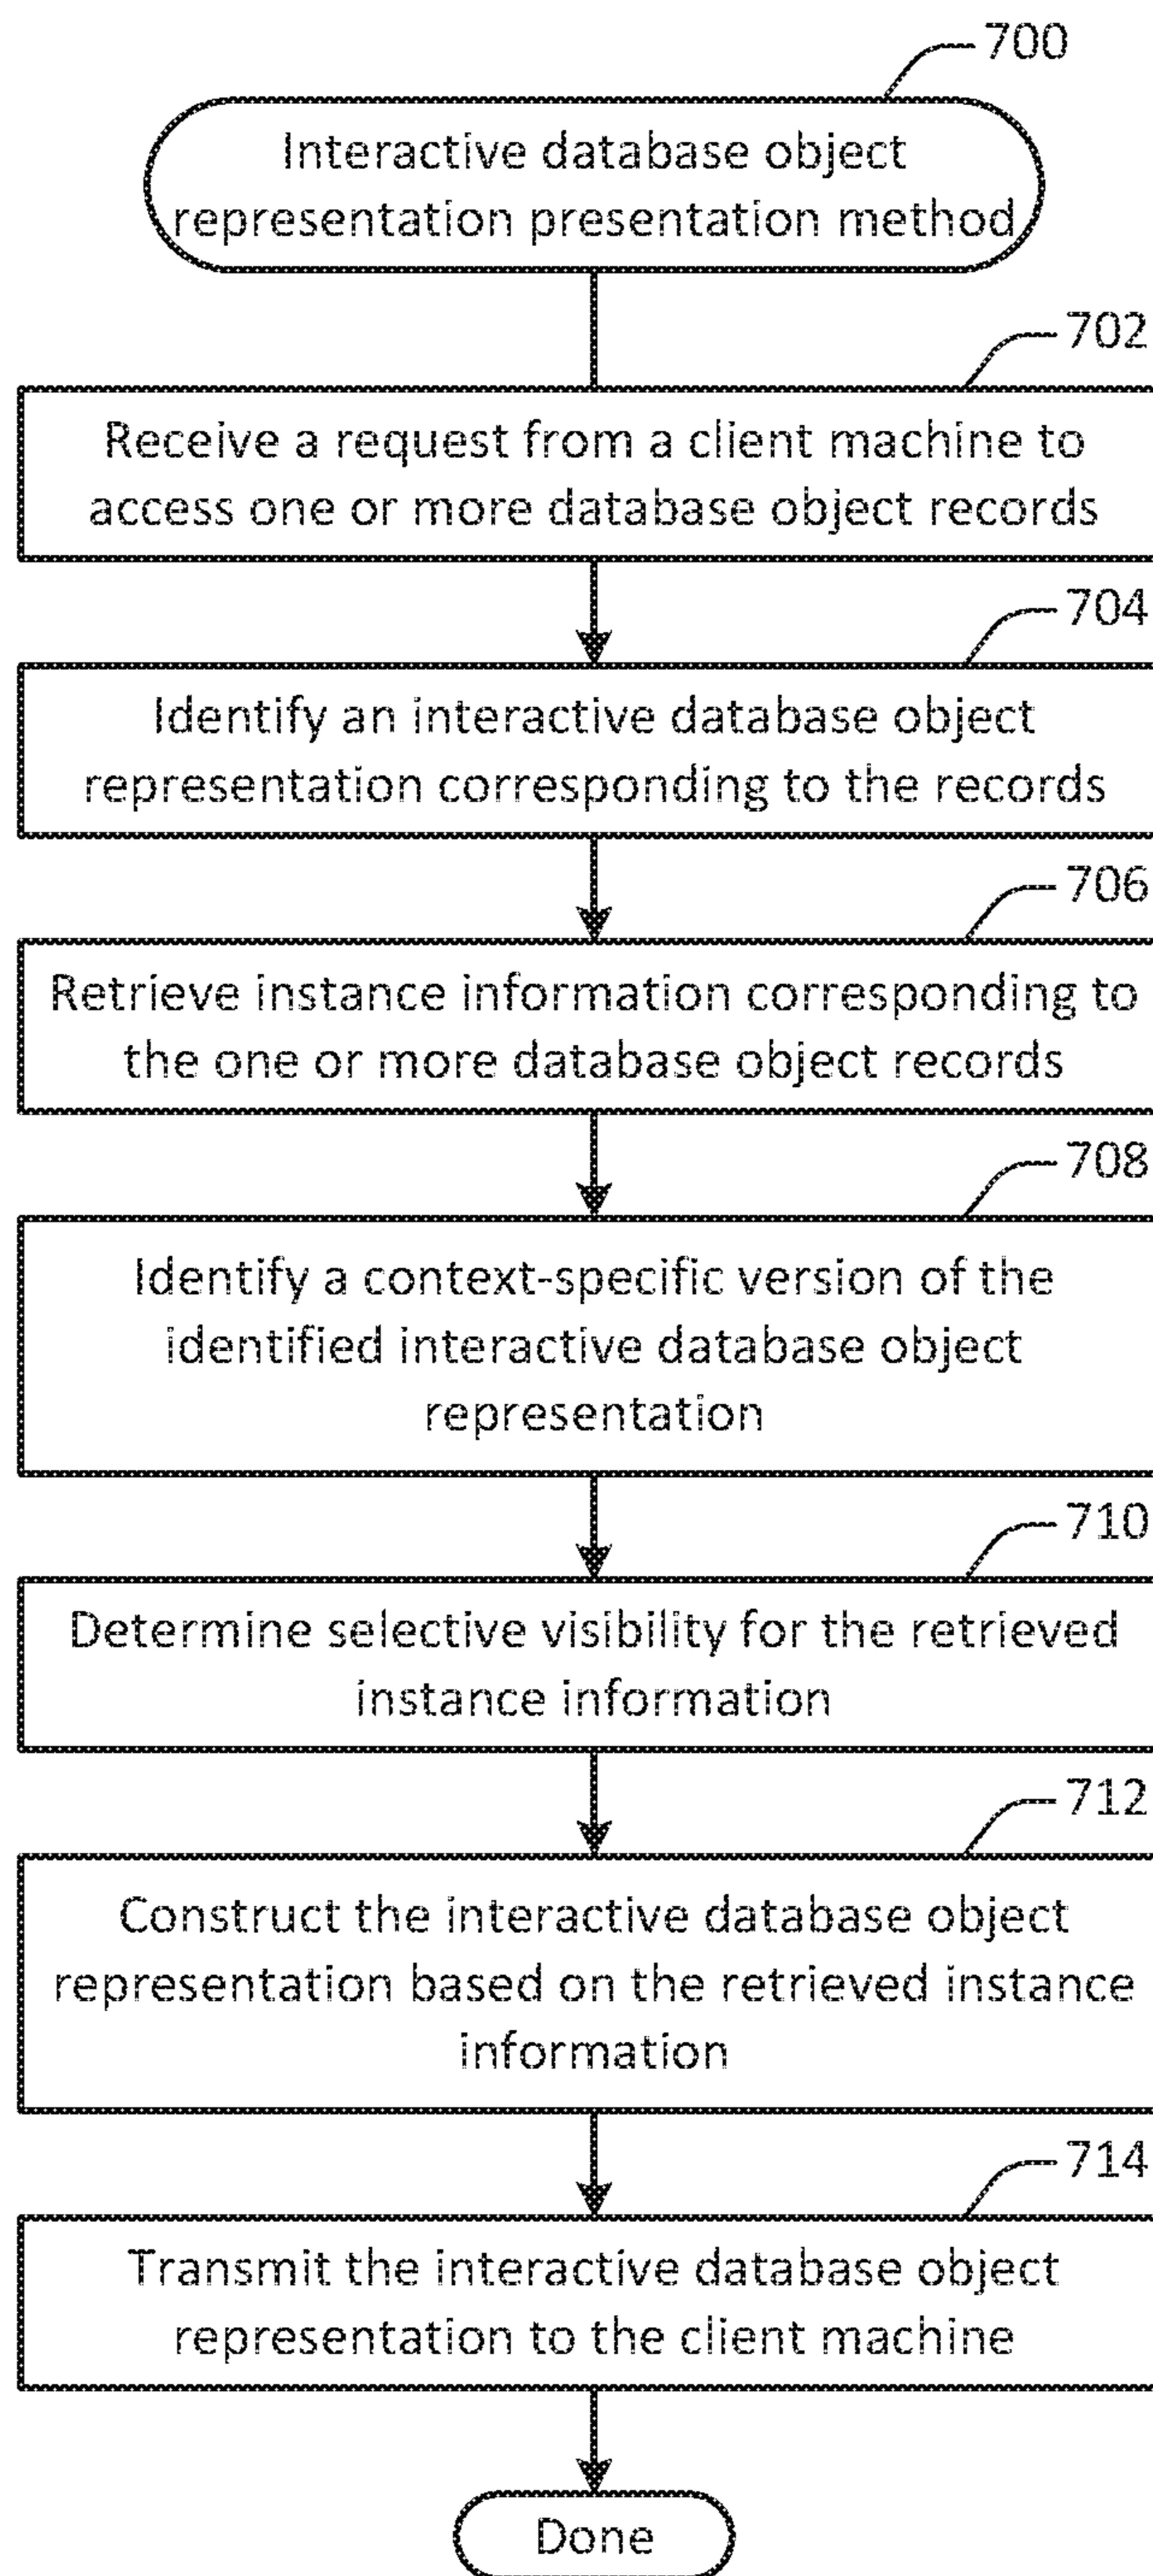 700
Interactive database object
representation presentation method
702
Receive a request from a client machine to
access one or more database object records
704
Identify an interactive database object
representation corresponding to the records
706
Retrieve instance information corresponding to
the one or more database object records
708
Identify a context-specific version of the
identified interactive database object
representation
710
Determine selective visibility for the retrieved
instance information
712
Construct the interactive database object
representation based on the retrieved instance
information
714
Transmit the interactive database object
representation to the client machine
Done